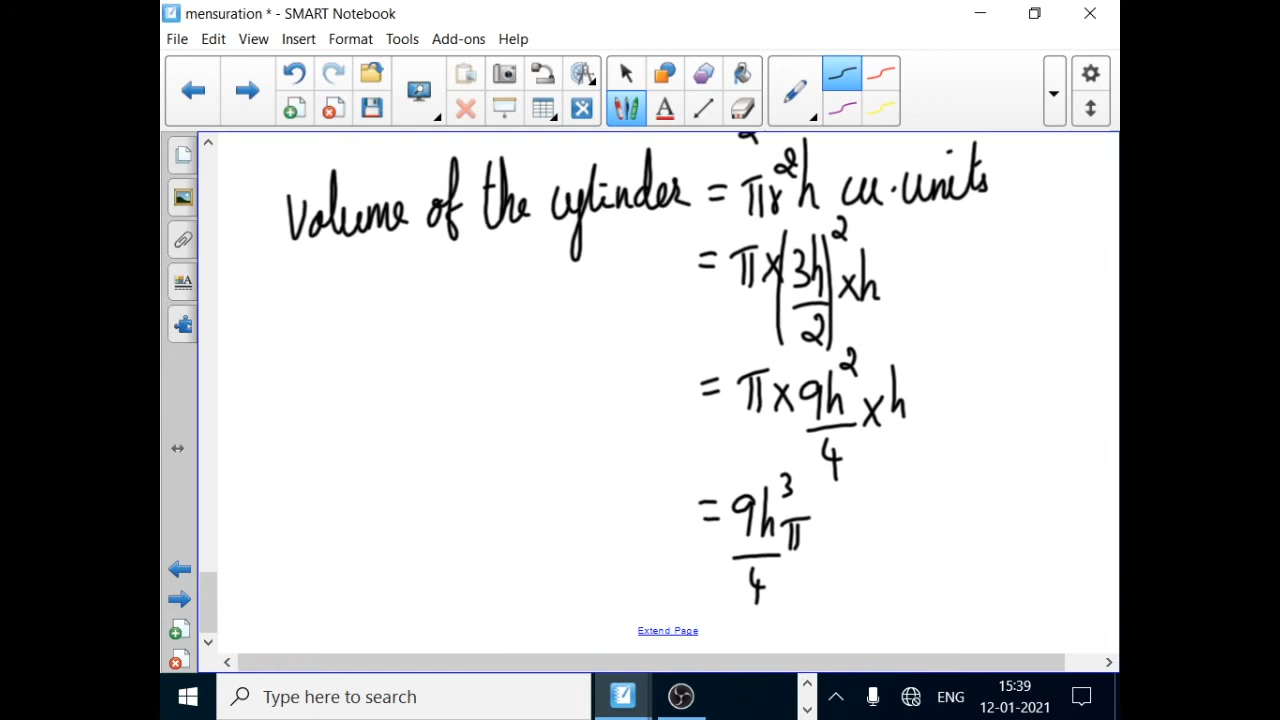 mensuration * - SMART Notebook
File Edit View Insert Format Tools Add-ons Help
Volume of the cylinder = πr²h cu.units
= π×(3h/2)²×h
= π×9h²/4×h
= 9h³/4 π
Extend Page
Type here to search
ENG
15:39
12-01-2021